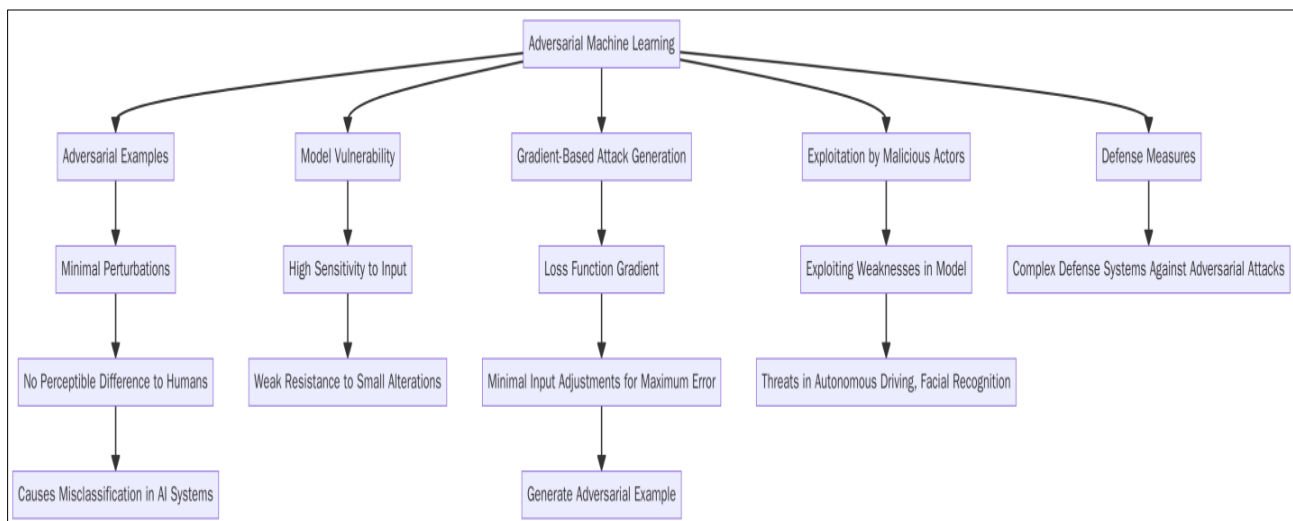 Adversarial Machine Learning
Adversarial Examples
Model Vulnerability
Gradient-Based Attack Generation
Exploitation by Malicious Actors
Defense Measures
Minimal Perturbations
High Sensitivity to Input
Loss Function Gradient
Exploiting Weaknesses in Model
Complex Defense Systems Against Adversarial Attacks
No Perceptible Difference to Humans
Weak Resistance to Small Alterations
Minimal Input Adjustments for Maximum Error
Threats in Autonomous Driving, Facial Recognition
Causes Misclassification in AI Systems
Generate Adversarial Example